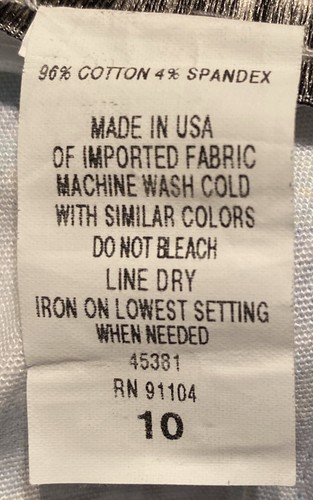 96% COTTON 4% SPANDEX
MADE IN USA
OF IMPORTED FABRIC
MACHINE WASH COLD
WITH SIMILAR COLORS
DO NOT BLEACH
LINE DRY
IRON ON LOWEST SETTING
WHEN NEEDED
45381
RN 91104
10